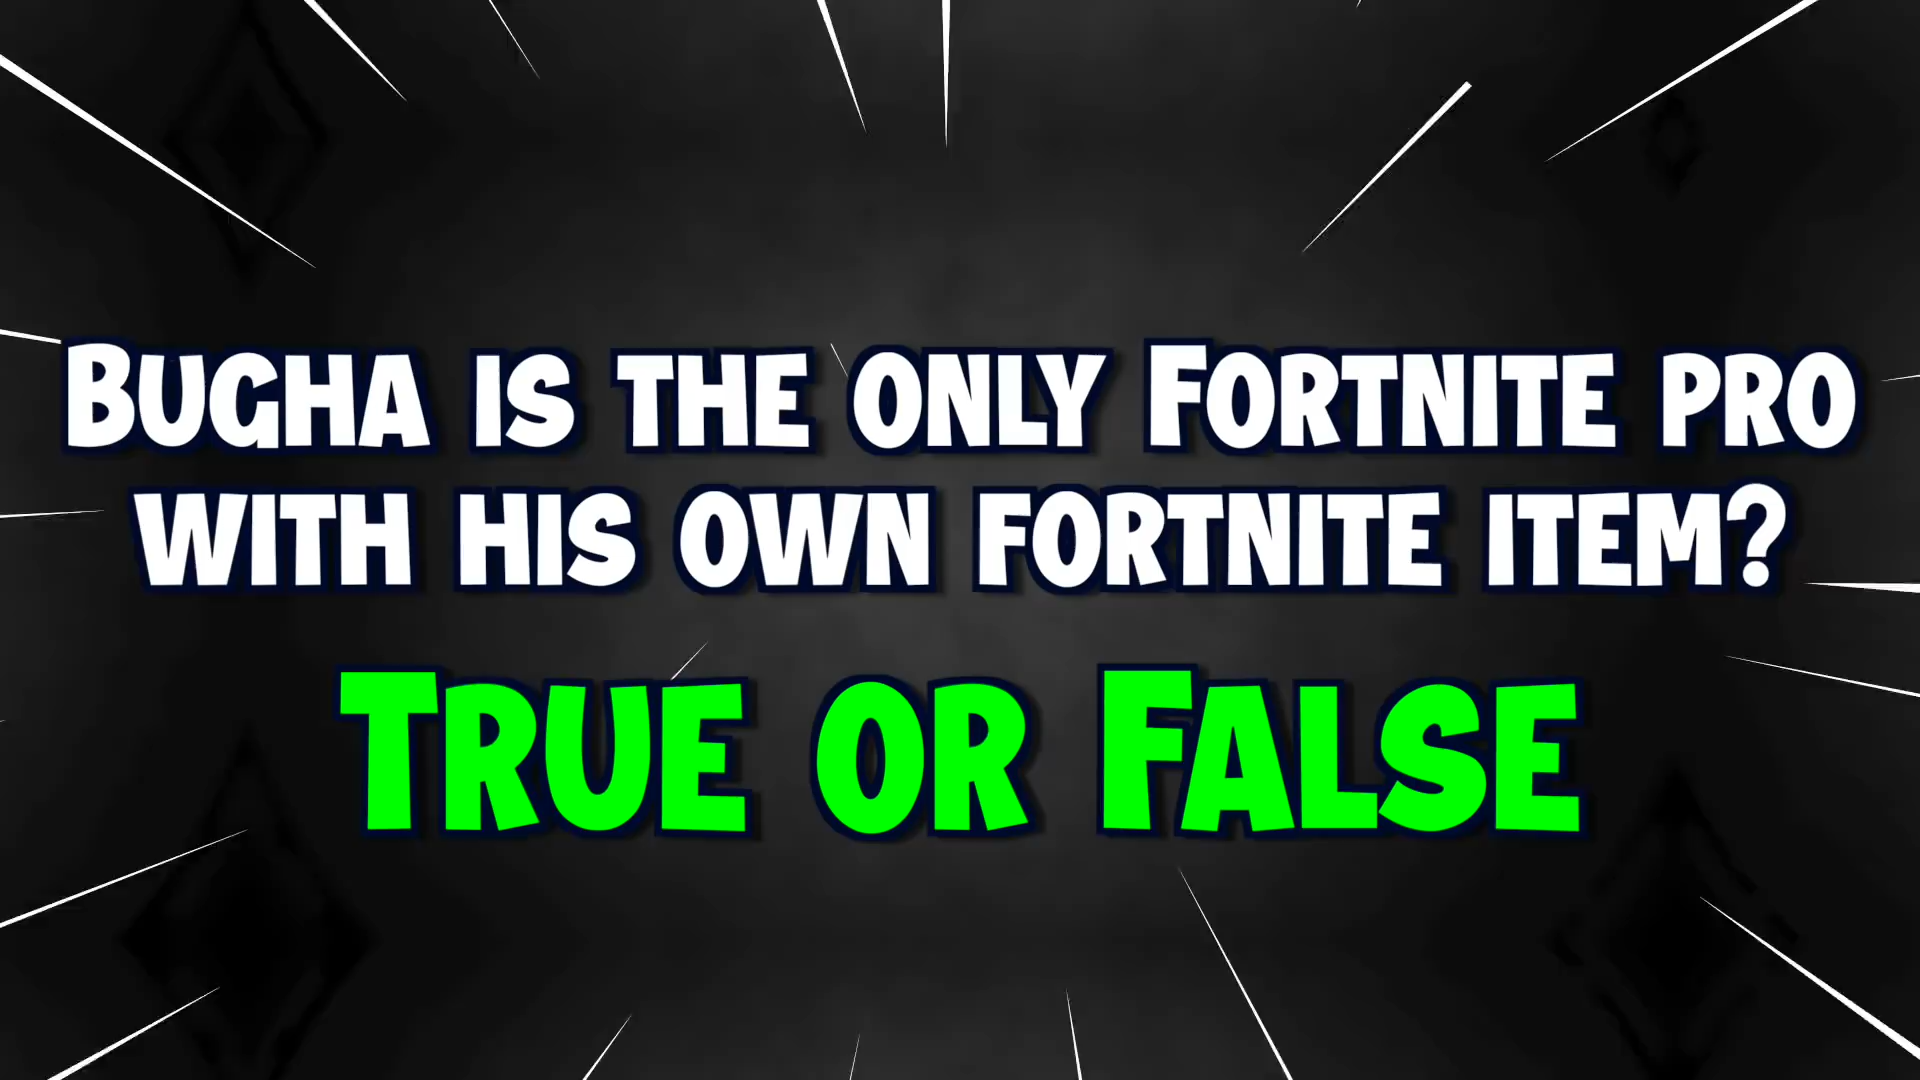 Bugha is the only Fortnite pro
with his own fortnite item?
True or False